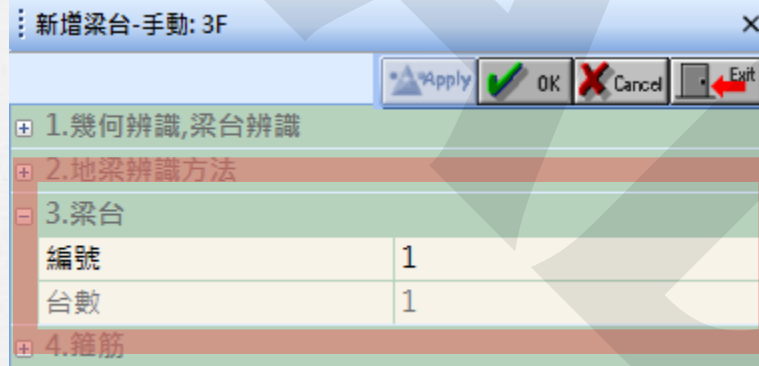 新增梁台-手動: 3F
Apply OK Cancel Exit
1.幾何辨識,梁台辨識
2.地梁辨識方法
3.梁台
編號 1
台數 1
4.箍筋